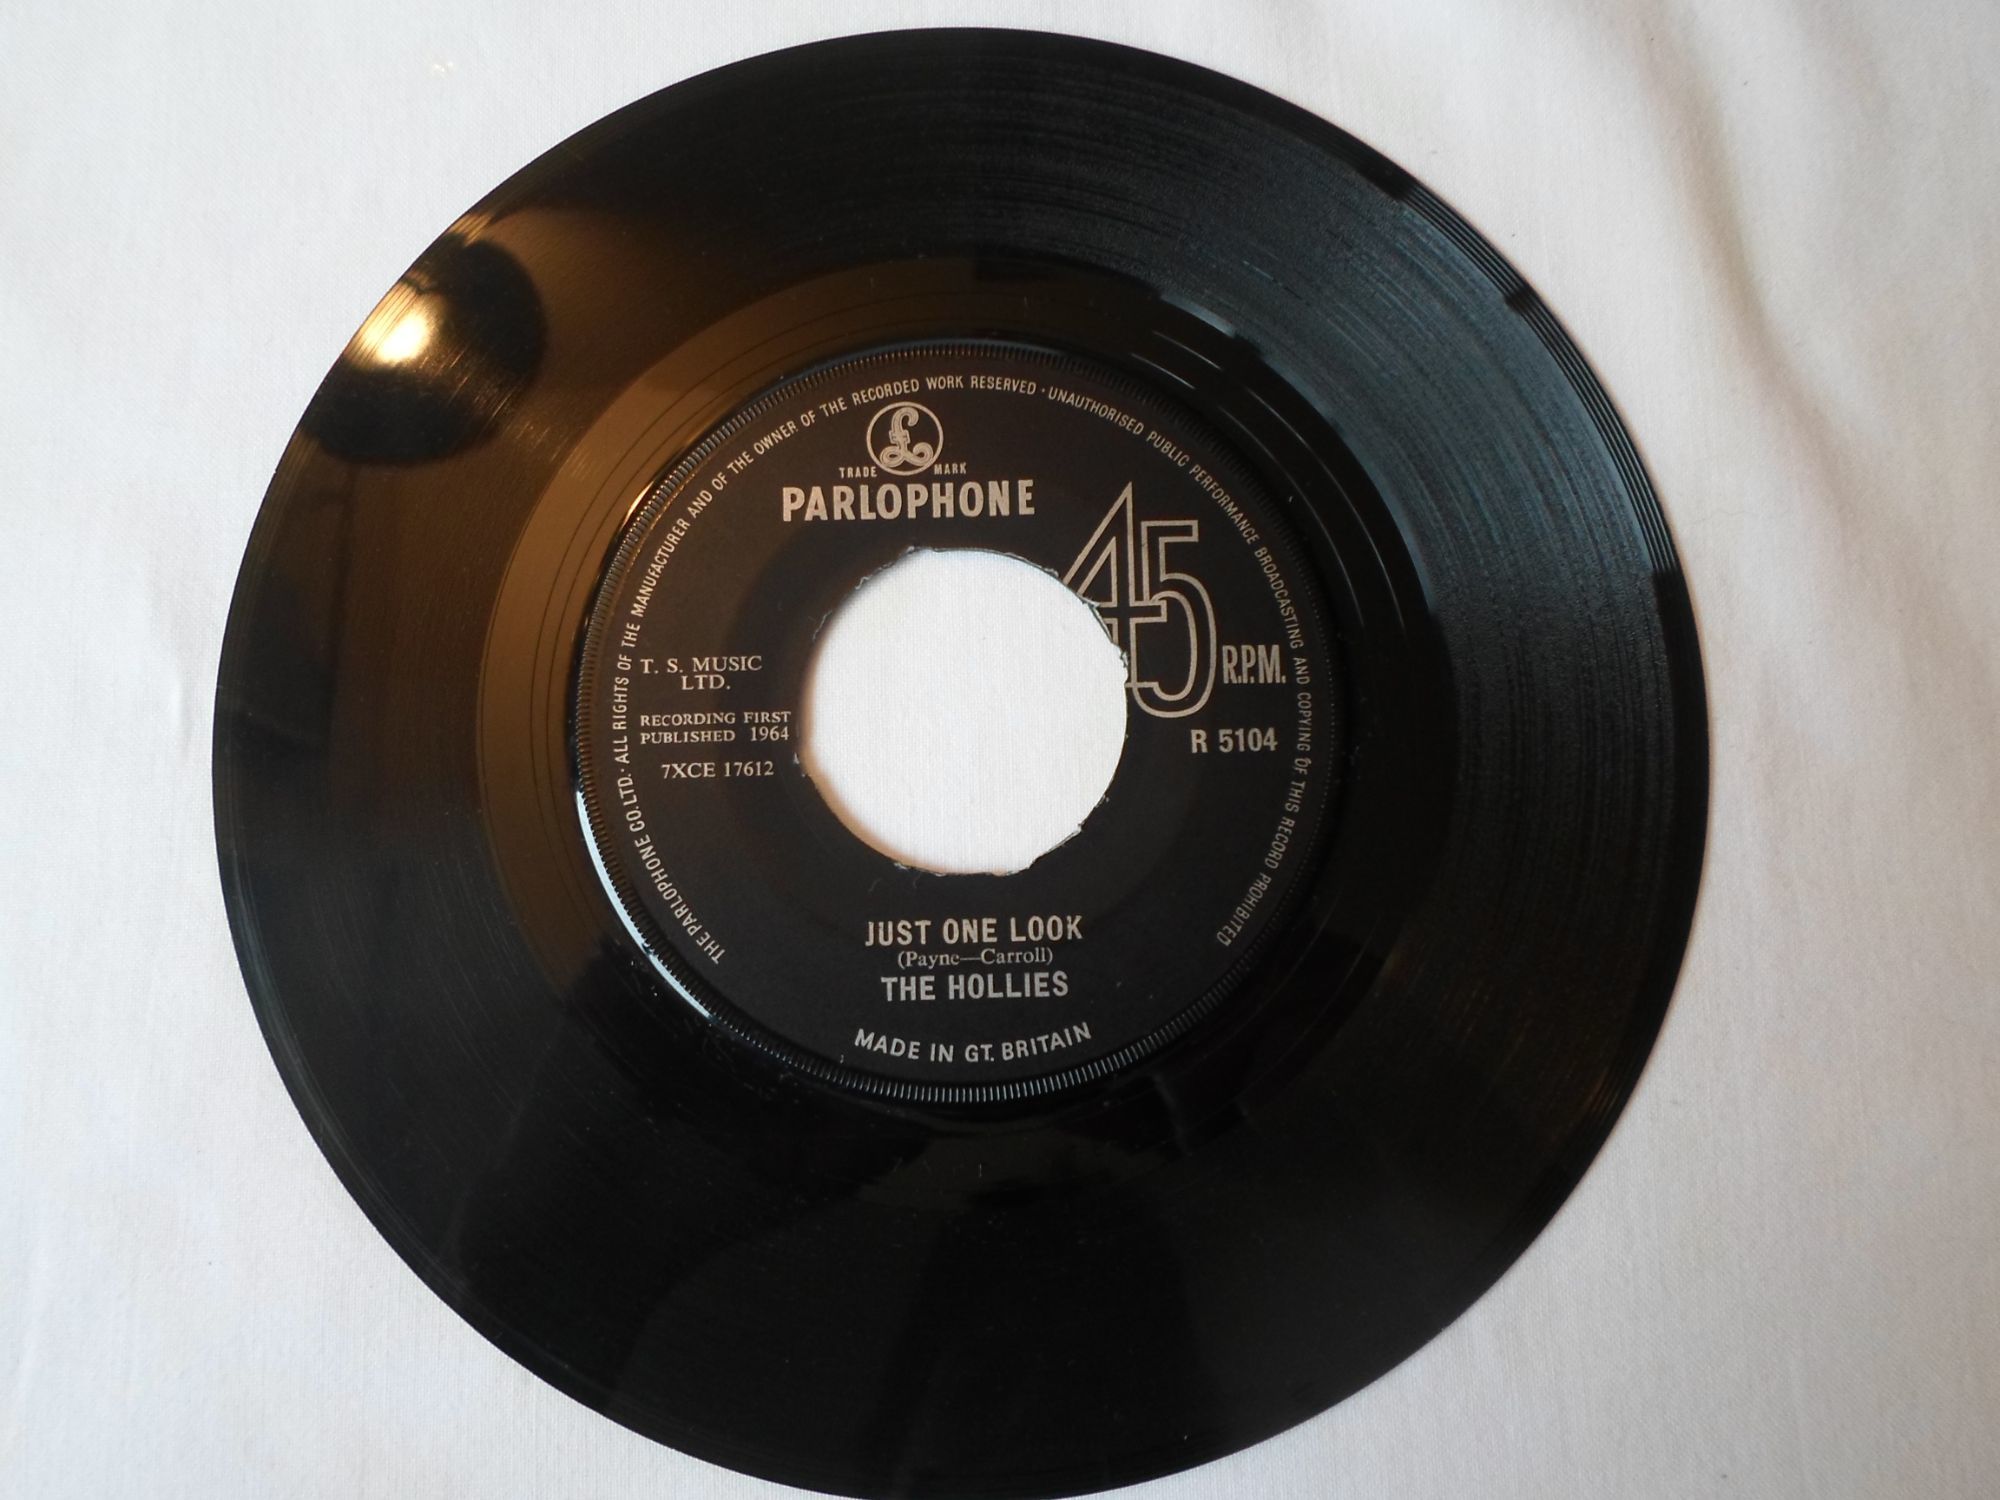 THE PARLOPHONE CO. LTD. · ALL RIGHTS OF THE MANUFACTURER AND OF THE OWNER OF THE RECORDED WORK RESERVED · UNAUTHORISED PUBLIC PERFORMANCE BROADCASTING AND COPYING OF THIS RECORD PROHIBITED
£
TRADE MARK
PARLOPHONE
45
R.P.M.
T. S. MUSIC
LTD.
RECORDING FIRST
PUBLISHED 1964
7XCE 17612
R 5104
JUST ONE LOOK
(Payne—Carroll)
THE HOLLIES
MADE IN GT. BRITAIN